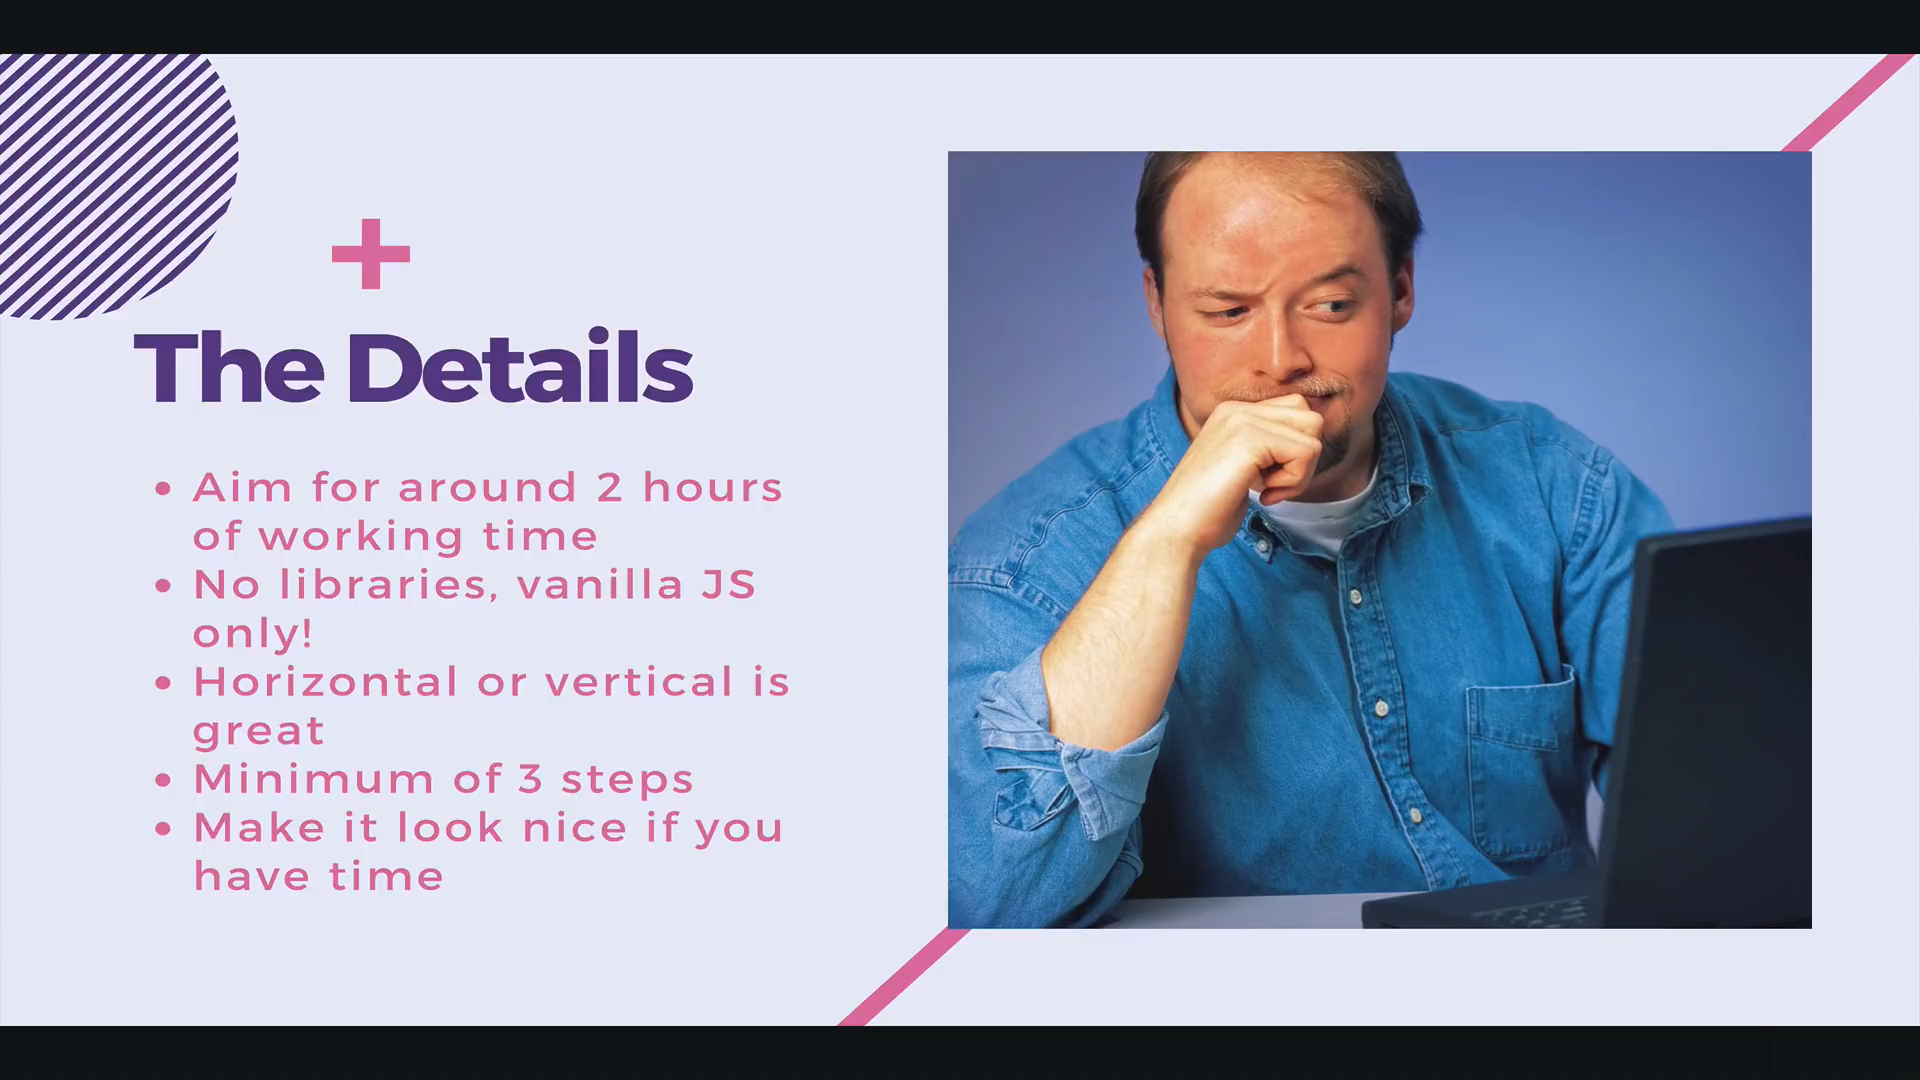 The Details
Aim for around 2 hours
of working time
No libraries, vanilla JS
only!
Horizontal or vertical is
great
Minimum of 3 steps
Make it look nice if you
have time